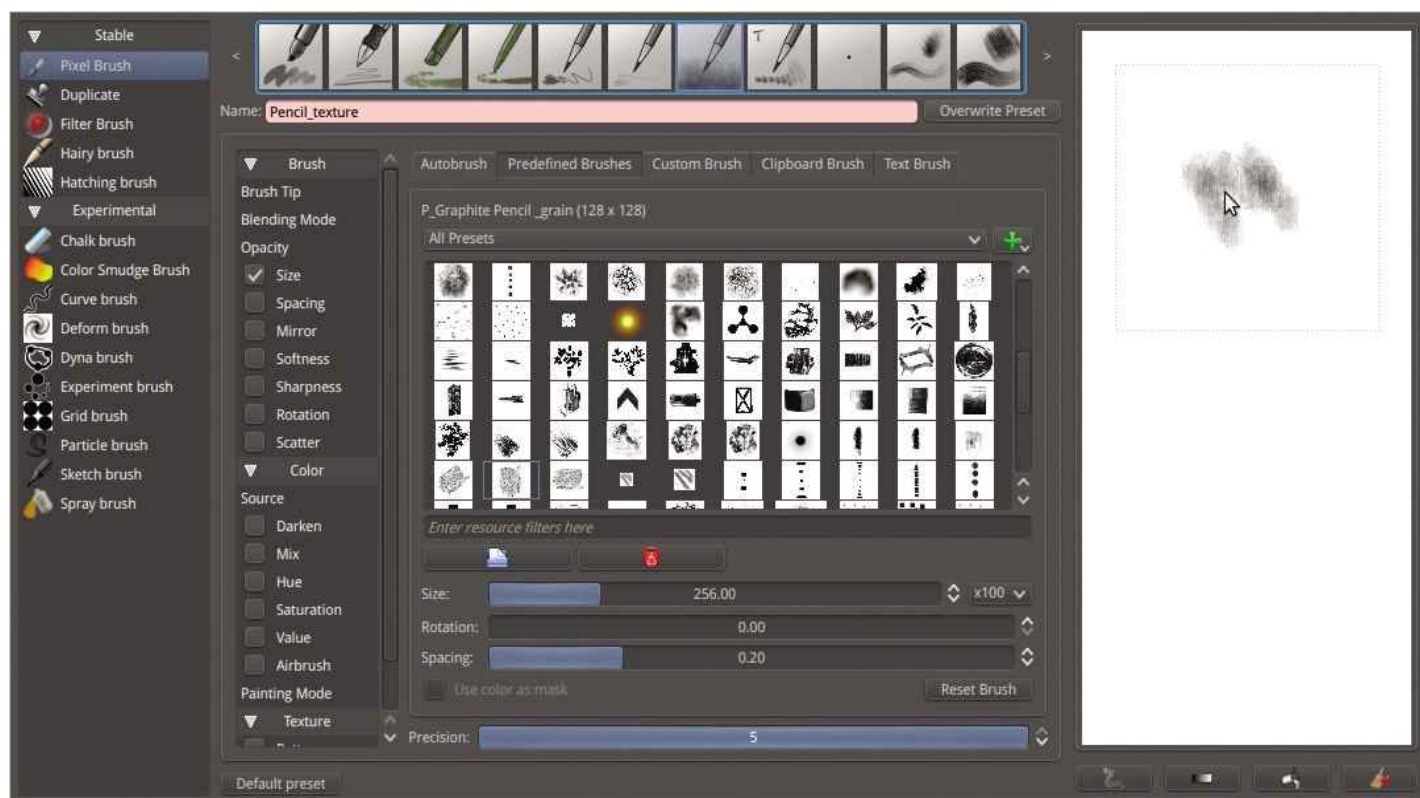 Stable
Pixel Brush
Duplicate
Filter Brush
Hairy brush
Hatching brush
Experimental
Chalk brush
Color Smudge Brush
Curve brush
Deform brush
Dyna brush
Experiment brush
Grid brush
Particle brush
Sketch brush
Spray brush
< >
T
Name: Pencil_texture Overwrite Preset
Brush
Brush Tip
Blending Mode
Opacity
Size
Spacing
Mirror
Softness
Sharpness
Rotation
Scatter
Color
Source
Darken
Mix
Hue
Saturation
Value
Airbrush
Painting Mode
Texture
Autobrush Predefined Brushes Custom Brush Clipboard Brush Text Brush
P_Graphite Pencil _grain (128 x 128)
All Presets
Enter resource filters here
Size: 256.00 x100
Rotation: 0.00
Spacing: 0.20
Use color as mask Reset Brush
Precision: 5
Default preset